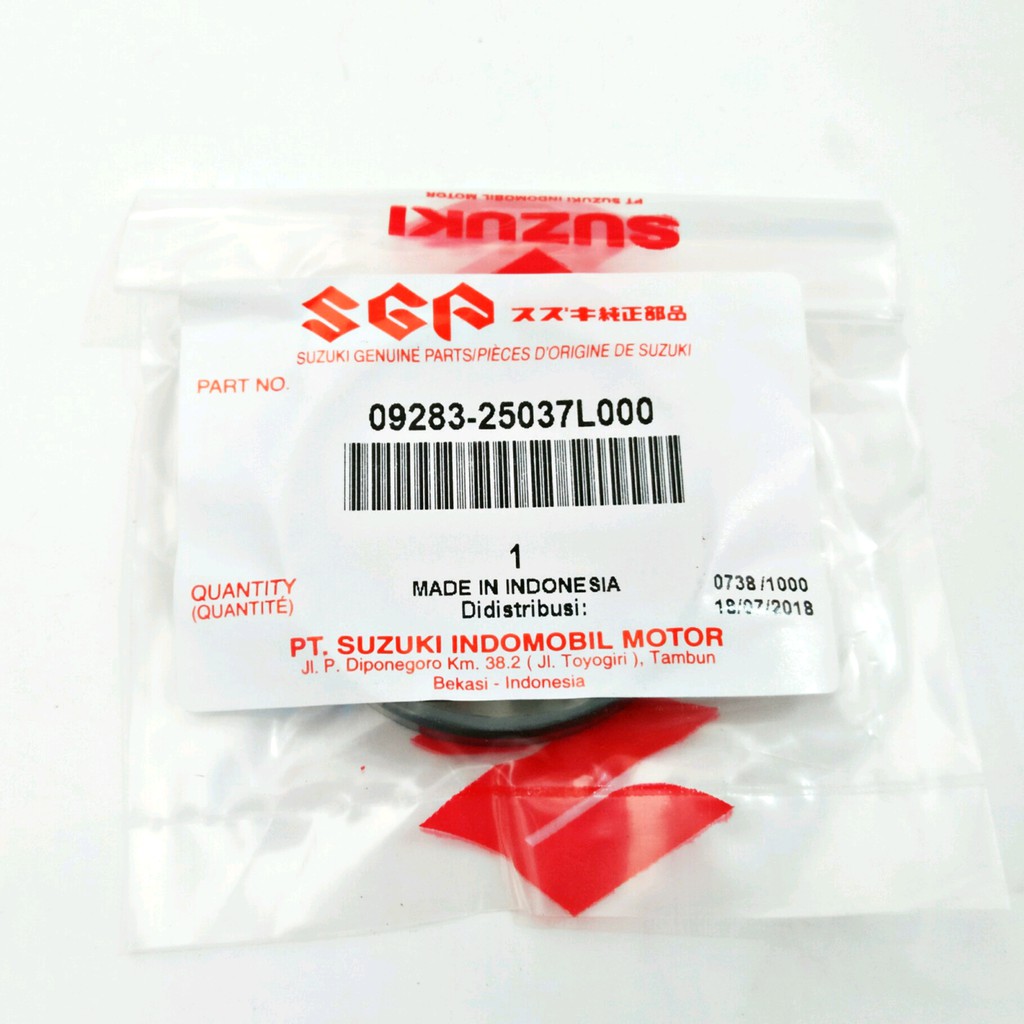 PT SUZUKI INDOMOBIL MOTOR
SUZUKI
SGP スズキ純正部品
SUZUKI GENUINE PARTS/PIÈCES D'ORIGINE DE SUZUKI
PART NO.
09283-25037L000
1
QUANTITY
(QUANTITÉ)
MADE IN INDONESIA
Didistribusi:
0738/1000
18/07/2018
PT. SUZUKI INDOMOBIL MOTOR
Jl. P. Diponegoro Km. 38.2 ( Jl. Toyogiri ), Tambun
Bekasi - Indonesia